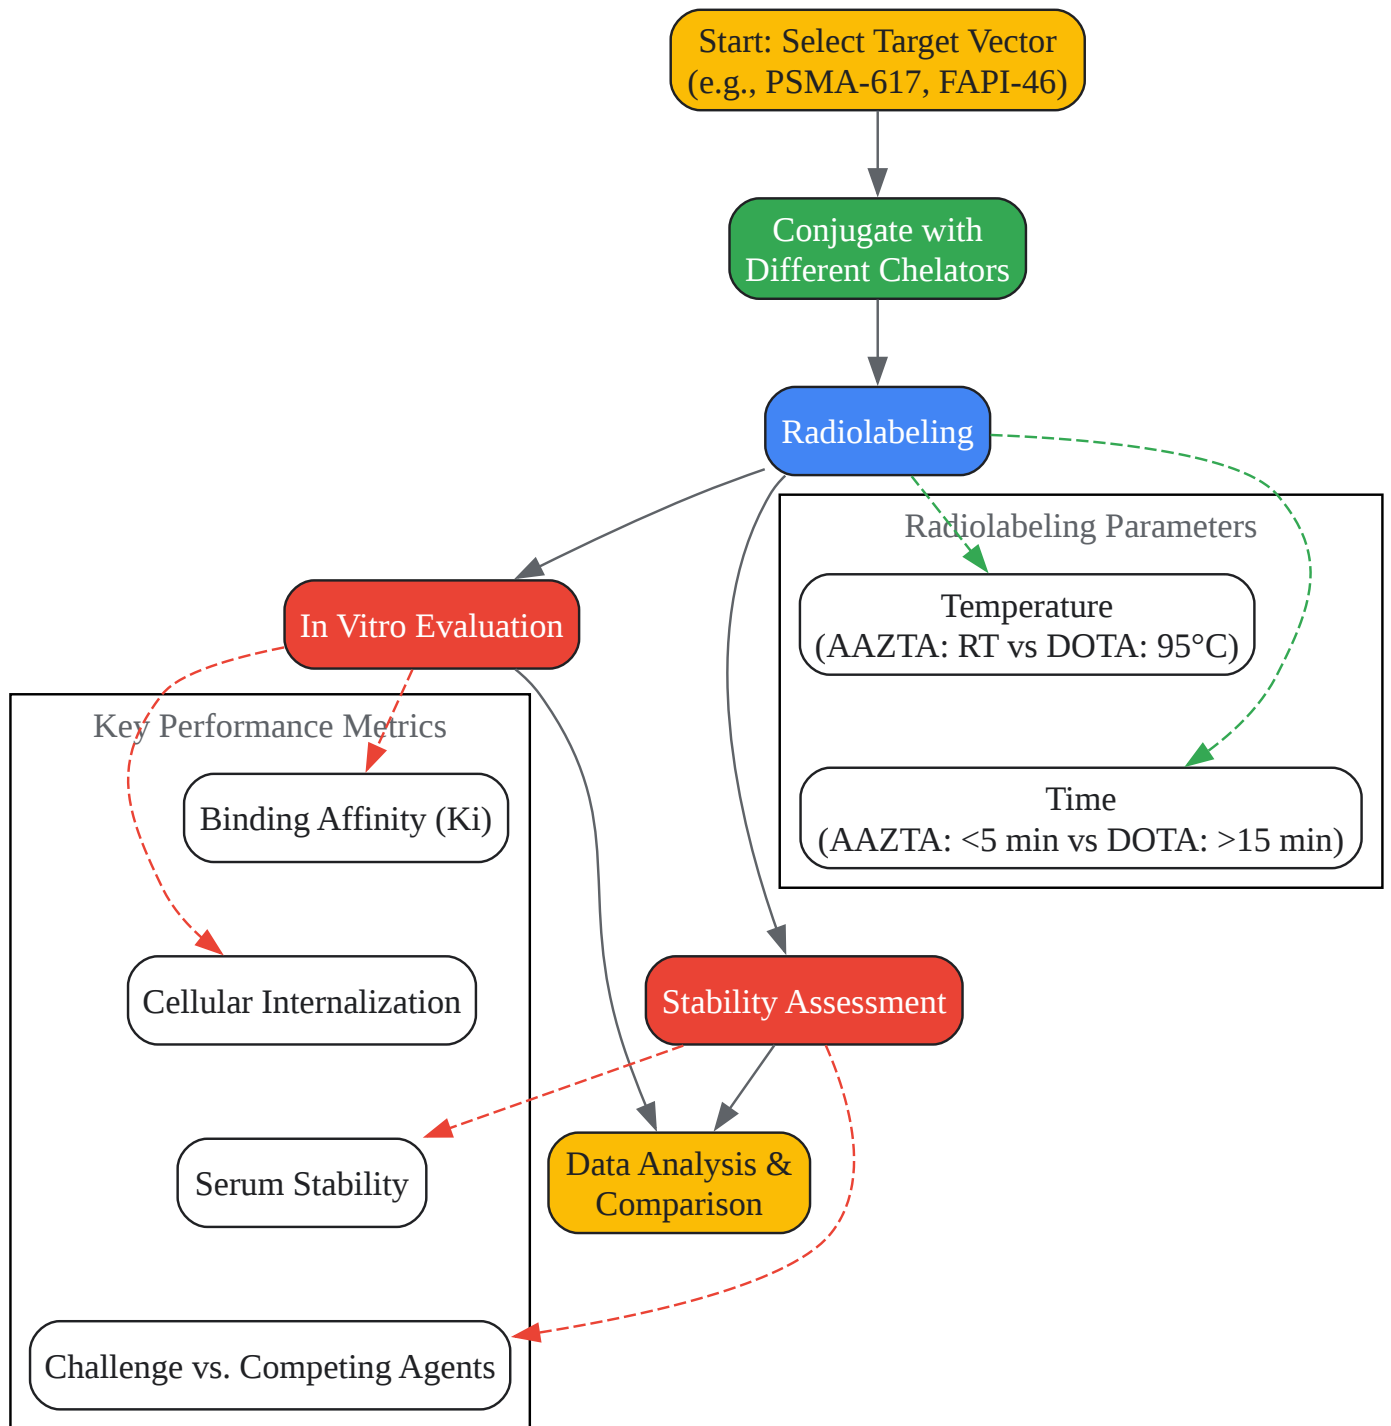 Start: Select Target Vector
(e.g., PSMA-617, FAPI-46)
Conjugate with
Different Chelators
Radiolabeling
Radiolabeling Parameters
Temperature
(AAZTA: RT vs DOTA: 95°C)
Time
(AAZTA: <5 min vs DOTA: >15 min)
In Vitro Evaluation
Key Performance Metrics
Binding Affinity (Ki)
Cellular Internalization
Stability Assessment
Serum Stability
Data Analysis &
Comparison
Challenge vs. Competing Agents